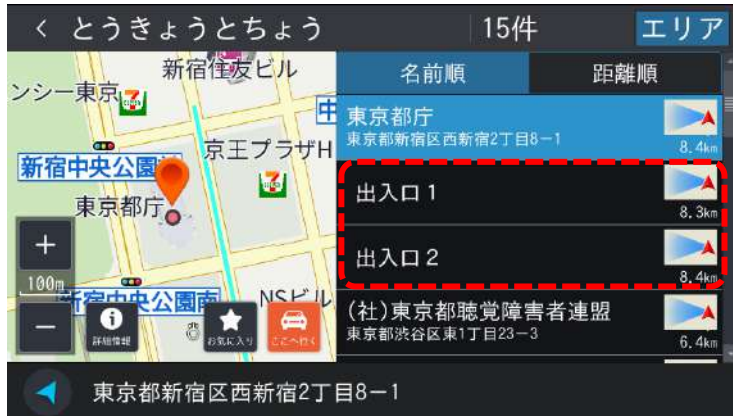 とうきょうとちょう
15件
エリア
新宿住友ビル
ンシー東京
京王プラザH
新宿中央公園
東京都庁
100m
新宿中央公園南
NSビル
詳細情報
お気に入り
ここへ行く
名前順
距離順
東京都庁
東京都新宿区西新宿2丁目8−1
8.4km
出入口1
8.3km
出入口2
8.4km
(社)東京都聴覚障害者連盟
東京都渋谷区東1丁目23−3
6.4km
東京都新宿区西新宿2丁目8−1